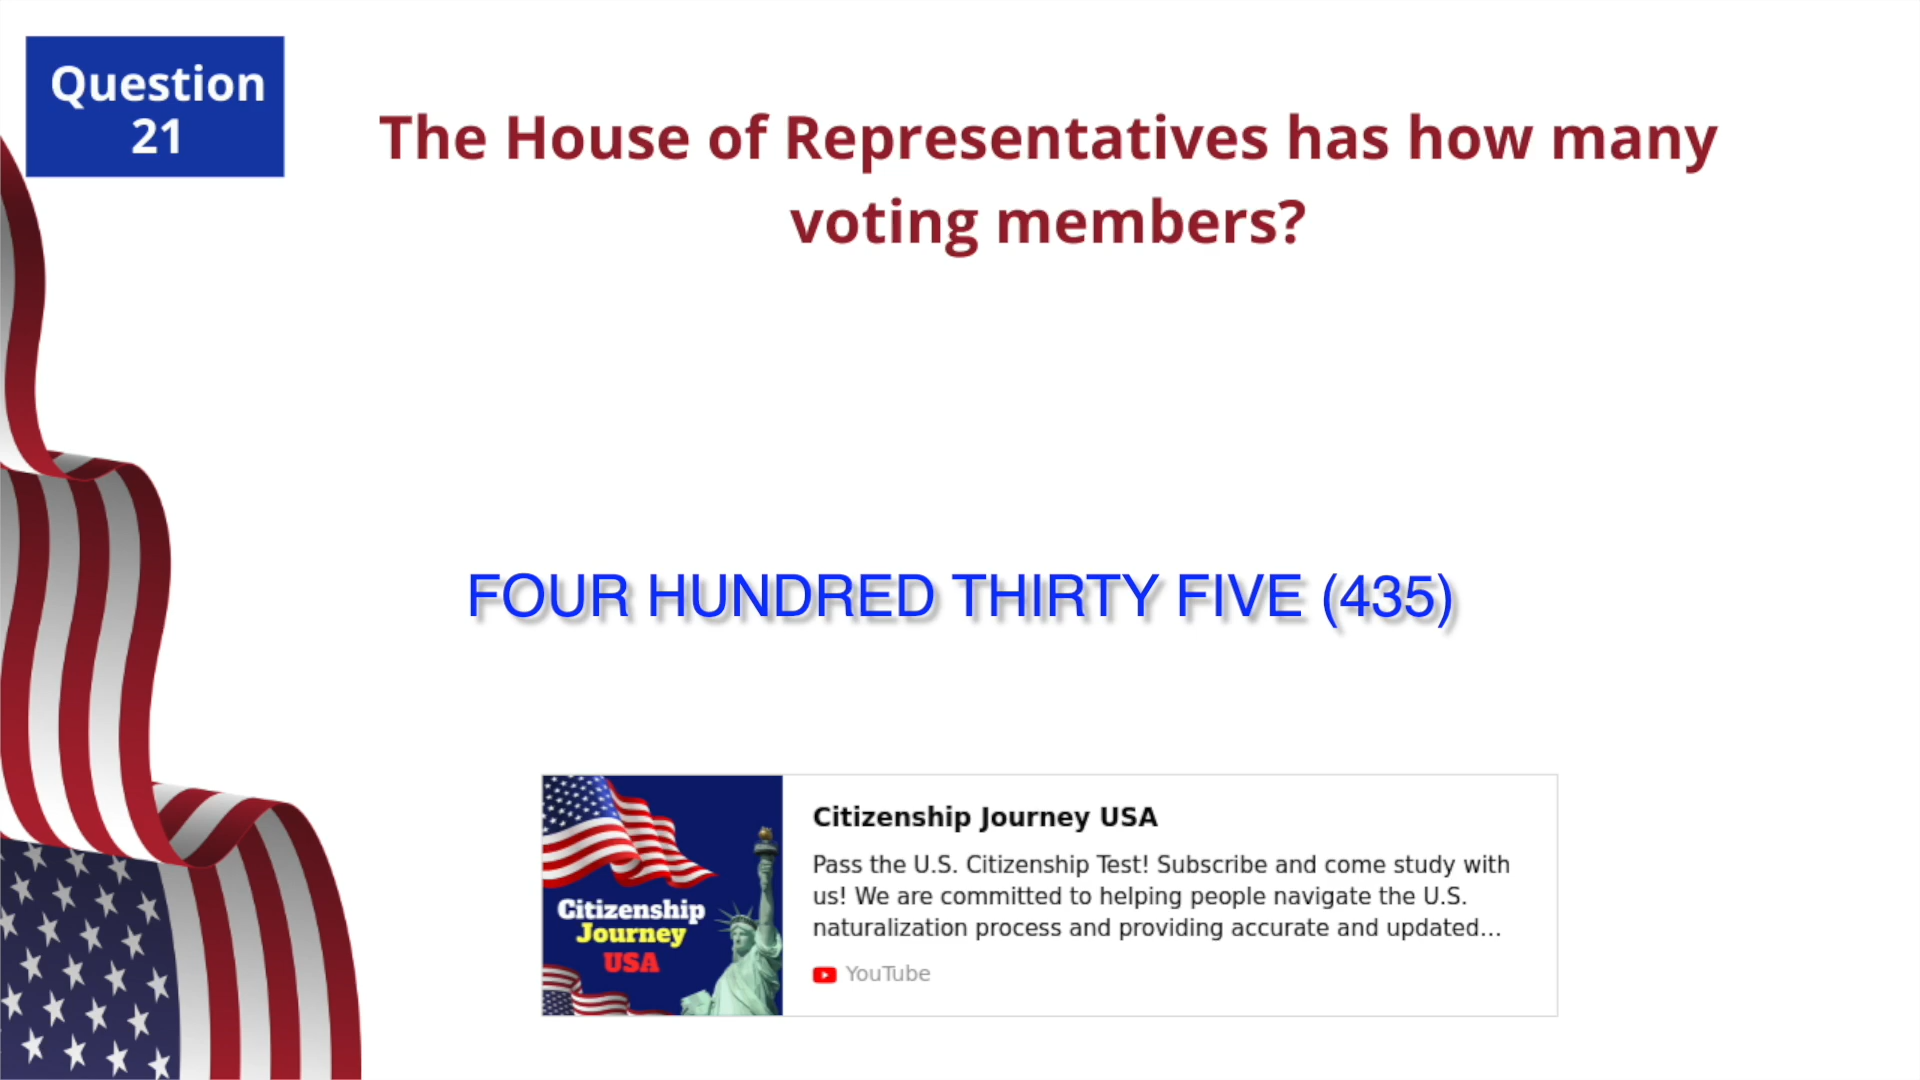 Question
21
The House of Representatives has how many
voting members?
FOUR HUNDRED THIRTY FIVE (435)
Citizenship
Journey
USA
Citizenship Journey USA
Pass the U.S. Citizenship Test! Subscribe and come study with
us! We are committed to helping people navigate the U.S.
naturalization process and providing accurate and updated...
YouTube